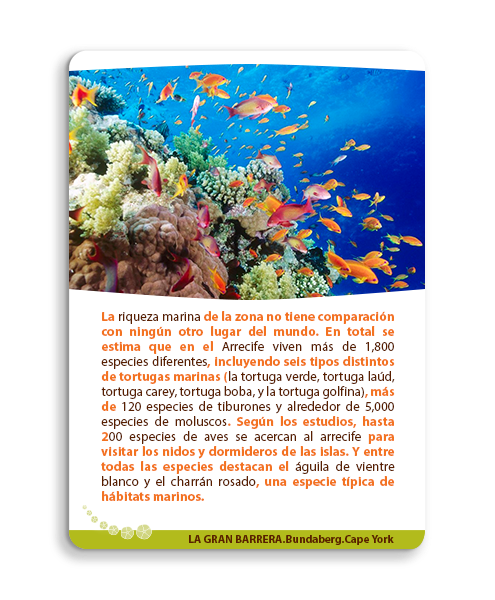 La riqueza marina de la zona no tiene comparación
con ningún otro lugar del mundo. En total se
estima que en el Arrecife viven más de 1,800
especies diferentes, incluyendo seis tipos distintos
de tortugas marinas (la tortuga verde, tortuga laúd,
tortuga carey, tortuga boba, y la tortuga golfina), más
de 120 especies de tiburones y alrededor de 5,000
especies de moluscos. Según los estudios, hasta
200 especies de aves se acercan al arrecife para
visitar los nidos y dormideros de las islas. Y entre
todas las especies destacan el águila de vientre
blanco y el charrán rosado, una especie típica de
hábitats marinos.
LA GRAN BARRERA.Bundaberg.Cape York